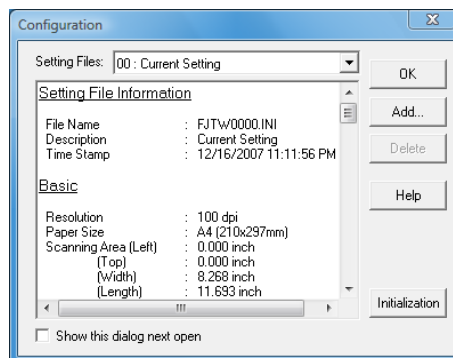 Configuration
Setting Files: 00 : Current Setting
OK
Add...
Delete
Help
Initialization
Setting File Information
File Name : FJTW0000.INI
Description : Current Setting
Time Stamp : 12/16/2007 11:11:56 PM
Basic
Resolution : 100 dpi
Paper Size : A4 (210x297mm)
Scanning Area (Left) : 0.000 inch
(Top) : 0.000 inch
(Width) : 8.268 inch
(Length) : 11.693 inch
Show this dialog next open